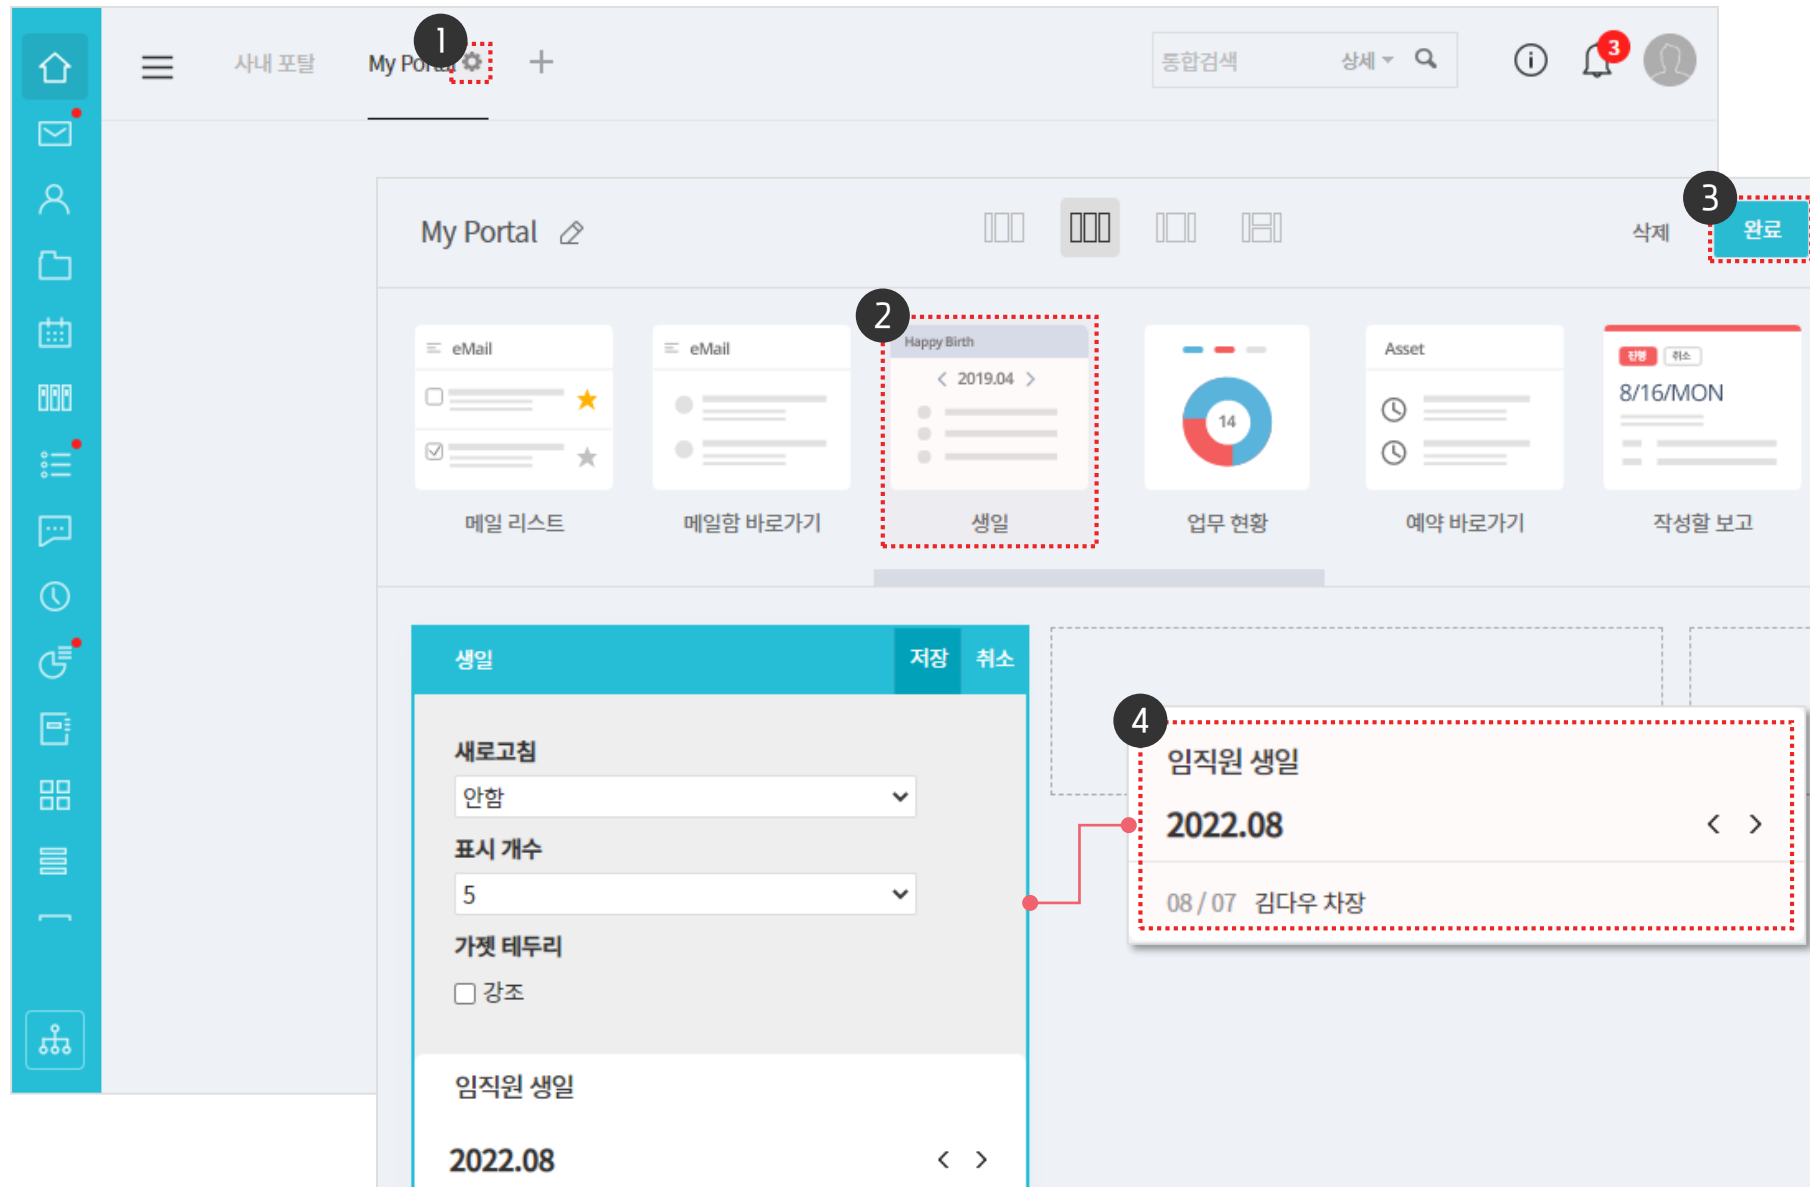 1
사내 포탈
My Portal
통합검색
상세
3
My Portal
삭제
3
완료
2
eMail
eMail
Happy Birth
2019.04
14
Asset
진행
취소
8/16/MON
메일 리스트
메일함 바로가기
생일
업무 현황
예약 바로가기
작성할 보고
생일
저장
취소
새로고침
안함
표시 개수
5
가젯 테두리
강조
임직원 생일
2022.08
4
임직원 생일
2022.08
08 / 07 김다우 차장